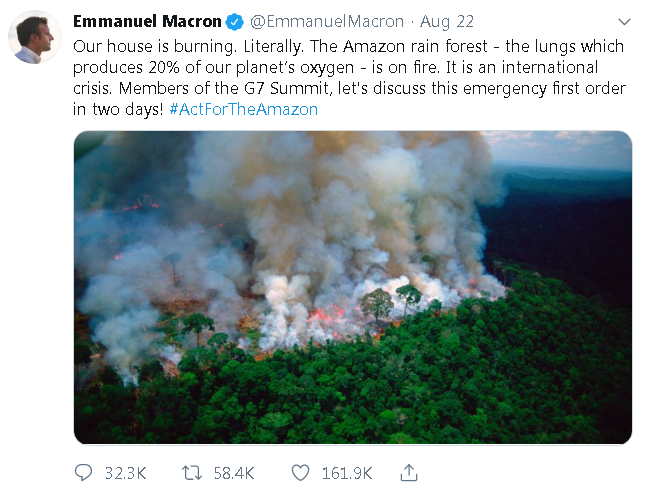 Emmanuel Macron @EmmanuelMacron · Aug 22
Our house is burning. Literally. The Amazon rain forest - the lungs which
produces 20% of our planet's oxygen - is on fire. It is an international
crisis. Members of the G7 Summit, let's discuss this emergency first order
in two days! #ActForTheAmazon
32.3K 58.4K 161.9K